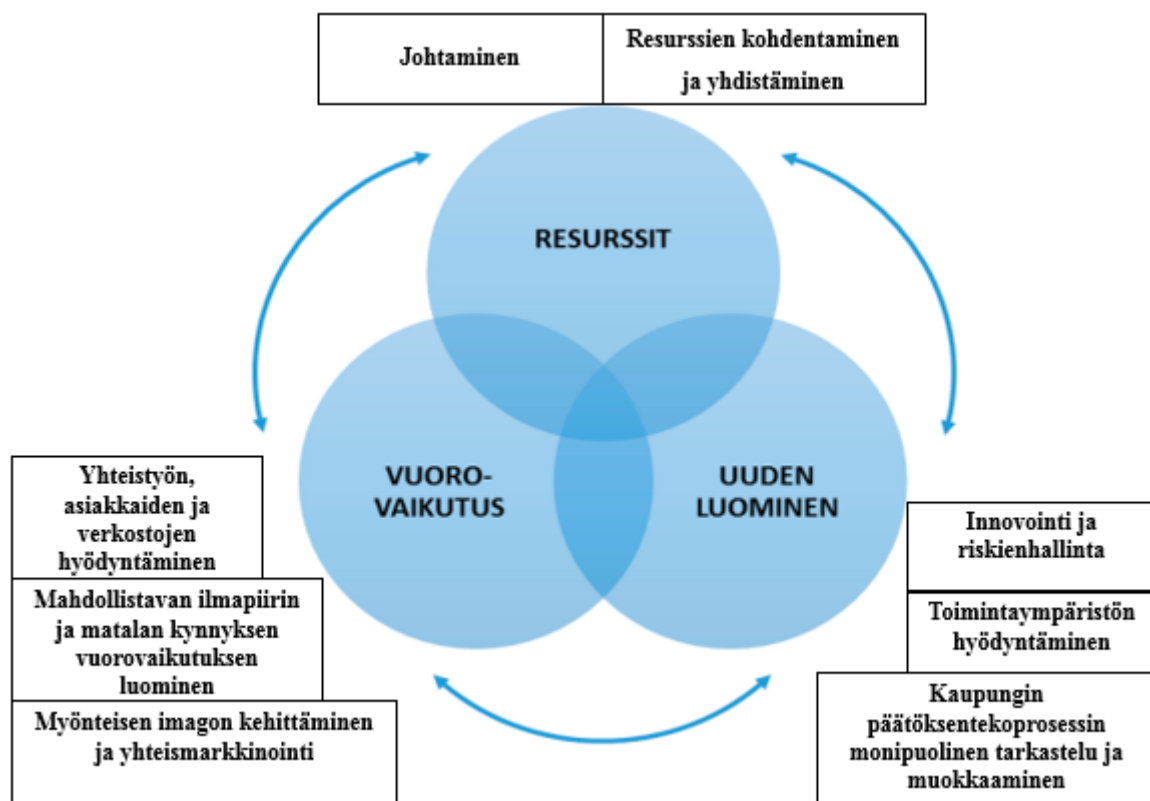 Johtaminen
Resurssien kohdentaminen
ja yhdistäminen
RESURSSIT
VUORO-
VAIKUTUS
UUDEN
LUOMINEN
Yhteistyön,
asiakkaiden ja
verkostojen
hyödyntäminen
Mahdollistavan ilmapiirin
ja matalan kynnyksen
vuorovaikutuksen
luominen
Myönteisen imagon kehittäminen
ja yhteismarkkinointi
Innovointi ja
riskienhallinta
Toimintaympäristön
hyödyntäminen
Kaupungin
päätöksentekoprosessin
monipuolinen tarkastelu ja
muokkaaminen